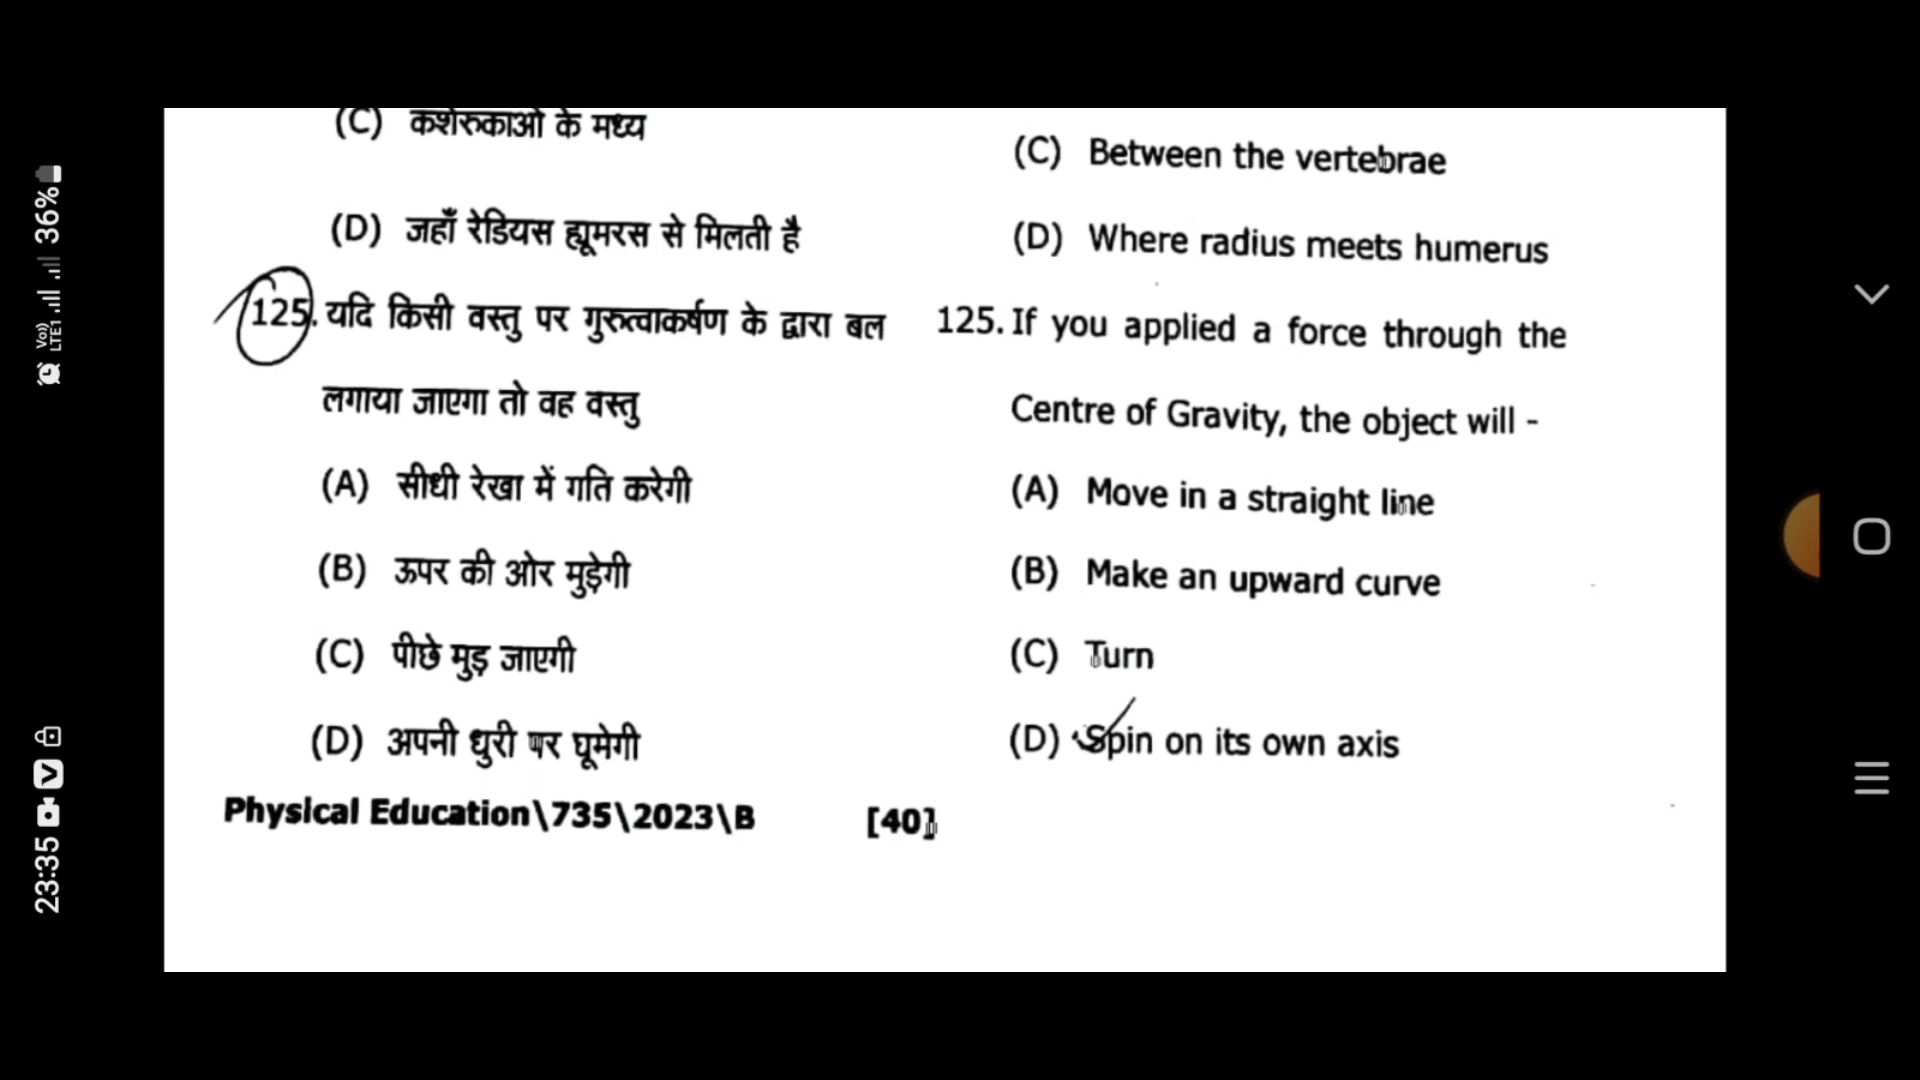 (C) कशेरुकाओ के मध्य
(D) जहाँ रेडियस ह्यूमरस से मिलती है
125. यदि किसी वस्तु पर गुरुत्वाकर्षण के द्वारा बल
लगाया जाएगा तो वह वस्तु
(A) सीधी रेखा में गति करेगी
(B) ऊपर की ओर मुड़ेगी
(C) पीछे मुड़ जाएगी
(D) अपनी धुरी पर घूमेगी
(C) Between the vertebrae
(D) Where radius meets humerus
125. If you applied a force through the
Centre of Gravity, the object will -
(A) Move in a straight line
(B) Make an upward curve
(C) Turn
(D) Spin on its own axis
Physical Education\735\2023\B [40]
23:35
Vo)) LTE1 36%